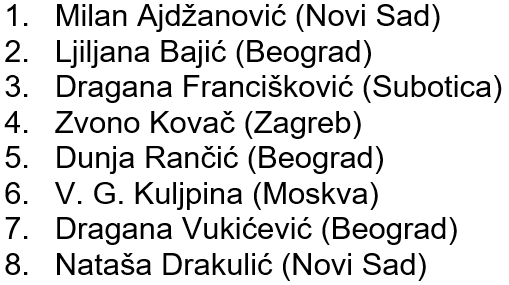 1. Milan Ajdžanović (Novi Sad)
2. Ljiljana Bajić (Beograd)
3. Dragana Francišković (Subotica)
4. Zvono Kovač (Zagreb)
5. Dunja Rančić (Beograd)
6. V. G. Kuljpina (Moskva)
7. Dragana Vukićević (Beograd)
8. Nataša Drakulić (Novi Sad)